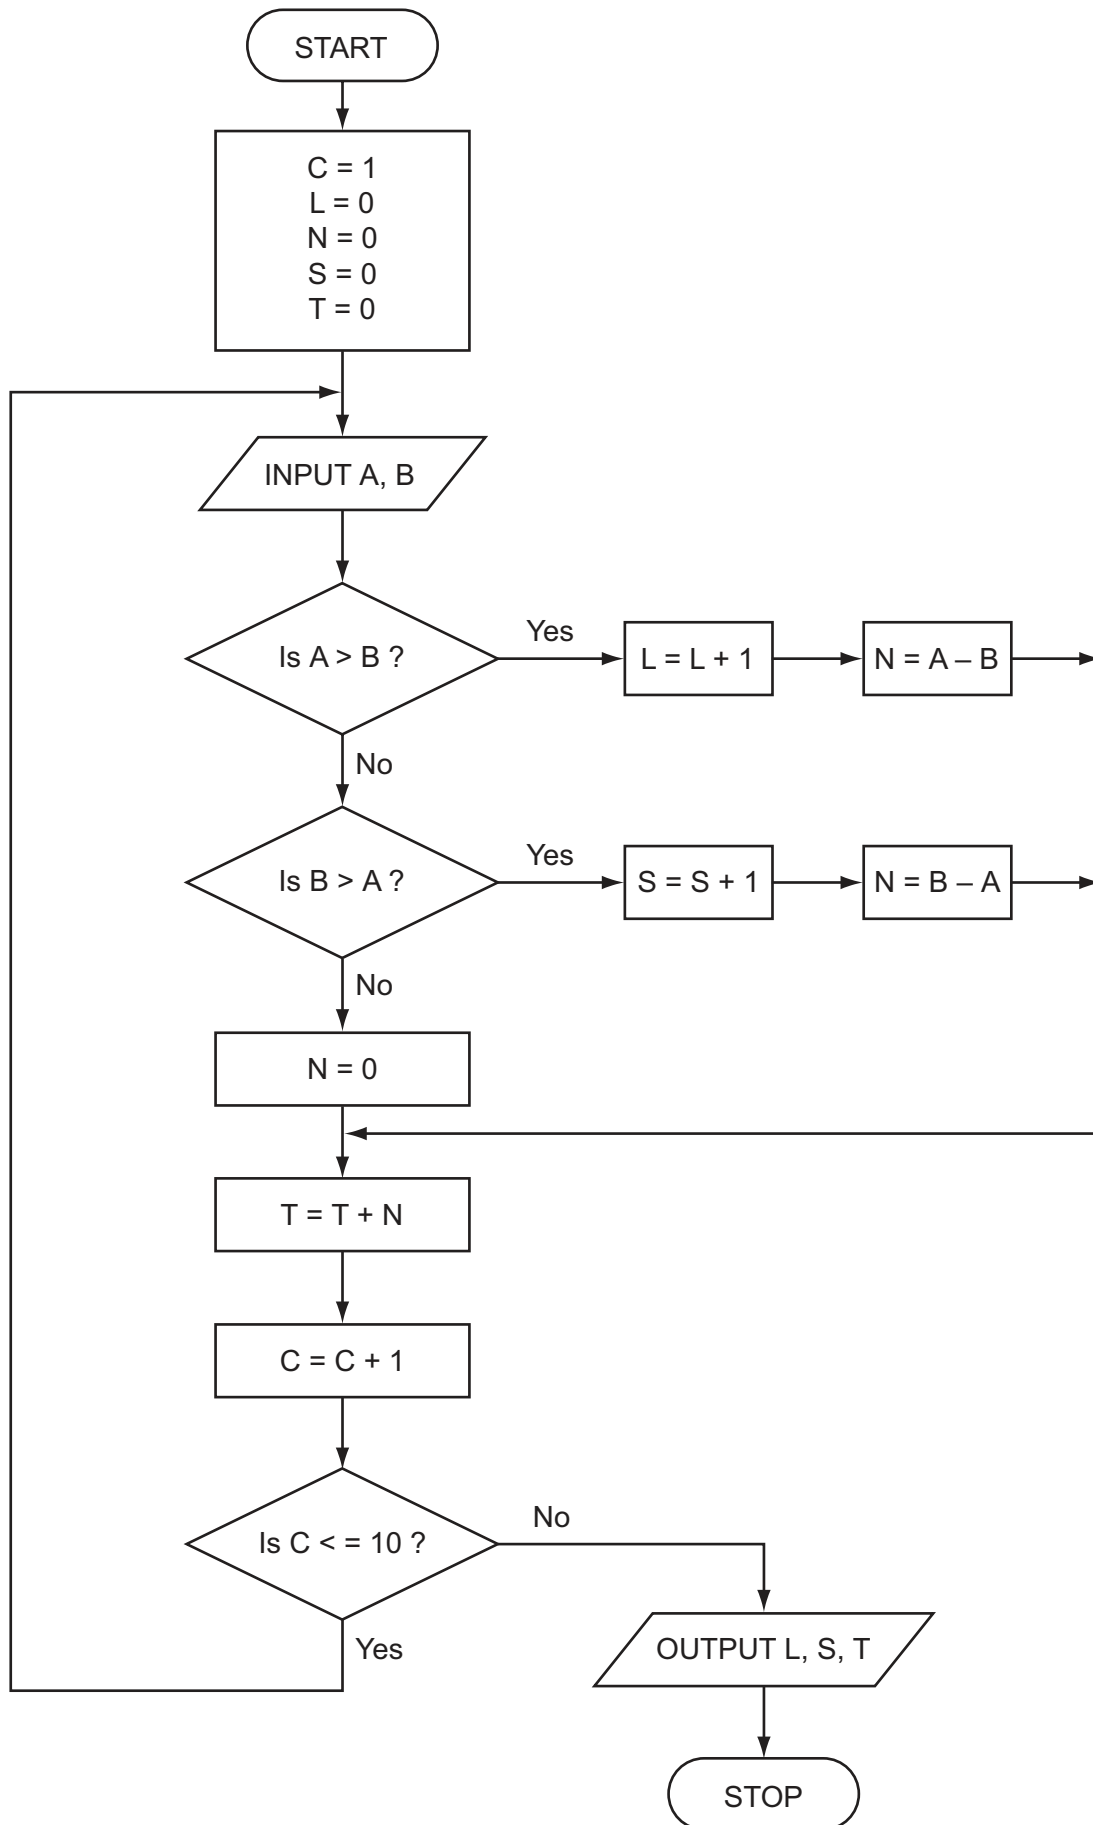 START
C = 1
L = 0
N = 0
S = 0
T = 0
INPUT A, B
Is A > B ?
Yes
L = L + 1
N = A – B
No
Is B > A ?
Yes
S = S + 1
N = B – A
No
N = 0
T = T + N
C = C + 1
Is C < = 10 ?
No
Yes
OUTPUT L, S, T
STOP